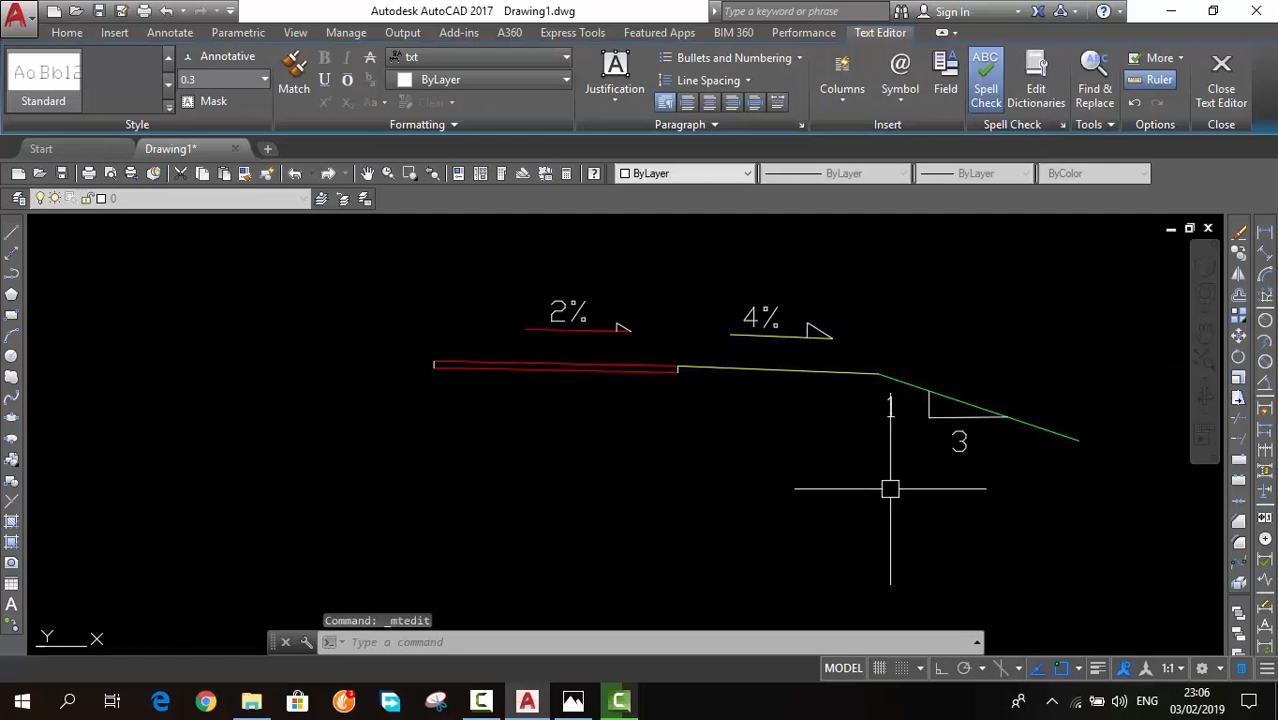 Autodesk AutoCAD 2017 Drawing1.dwg
Type a keyword or phrase
Sign In
Home Insert Annotate Parametric View Manage Output Add-ins A360 Express Tools Featured Apps BIM 360 Performance Text Editor
AaBb12
Standard
Annotative
0.3
Mask
Style
Match
txt
ByLayer
Clear
Formatting
Justification
Bullets and Numbering
Line Spacing
Paragraph
Columns
Symbol
Field
Insert
ABC
Spell
Check
Edit
Dictionaries
Spell Check
Find &
Replace
Tools
More
Ruler
Options
Close
Text Editor
Close
Start
Drawing1*
ByLayer
ByLayer
ByLayer
ByColor
0
2%
4%
1
3
Y
X
Command: _mtedit
Type a command
MODEL
1:1
ENG
23:06
03/02/2019